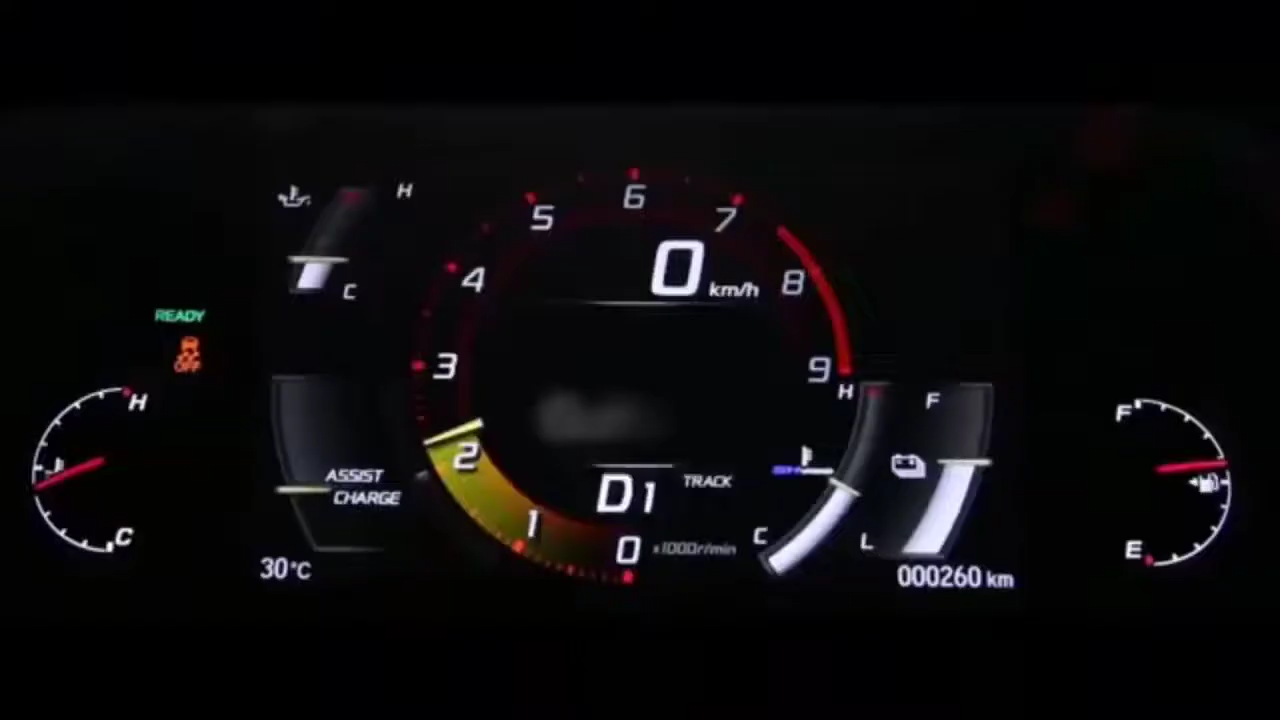 H
C
READY
OFF
H
C
ASSIST
CHARGE
30°C
0
1
2
3
4
5
6
7
8
9
0 km/h
D1 TRACK
x1000r/min
H
C
F
L
000260 km
F
E